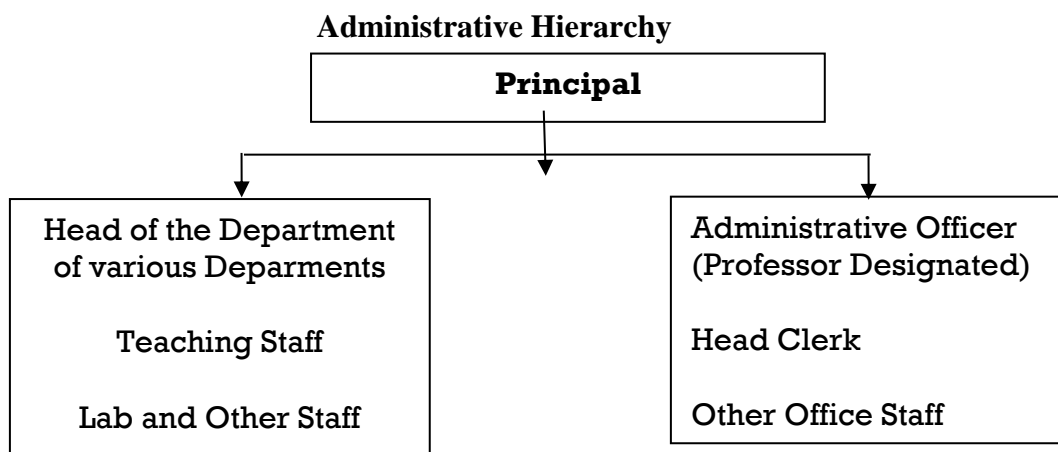 Administrative Hierarchy
Principal
Head of the Department
of various Deparments
Teaching Staff
Lab and Other Staff
Administrative Officer
(Professor Designated)
Head Clerk
Other Office Staff